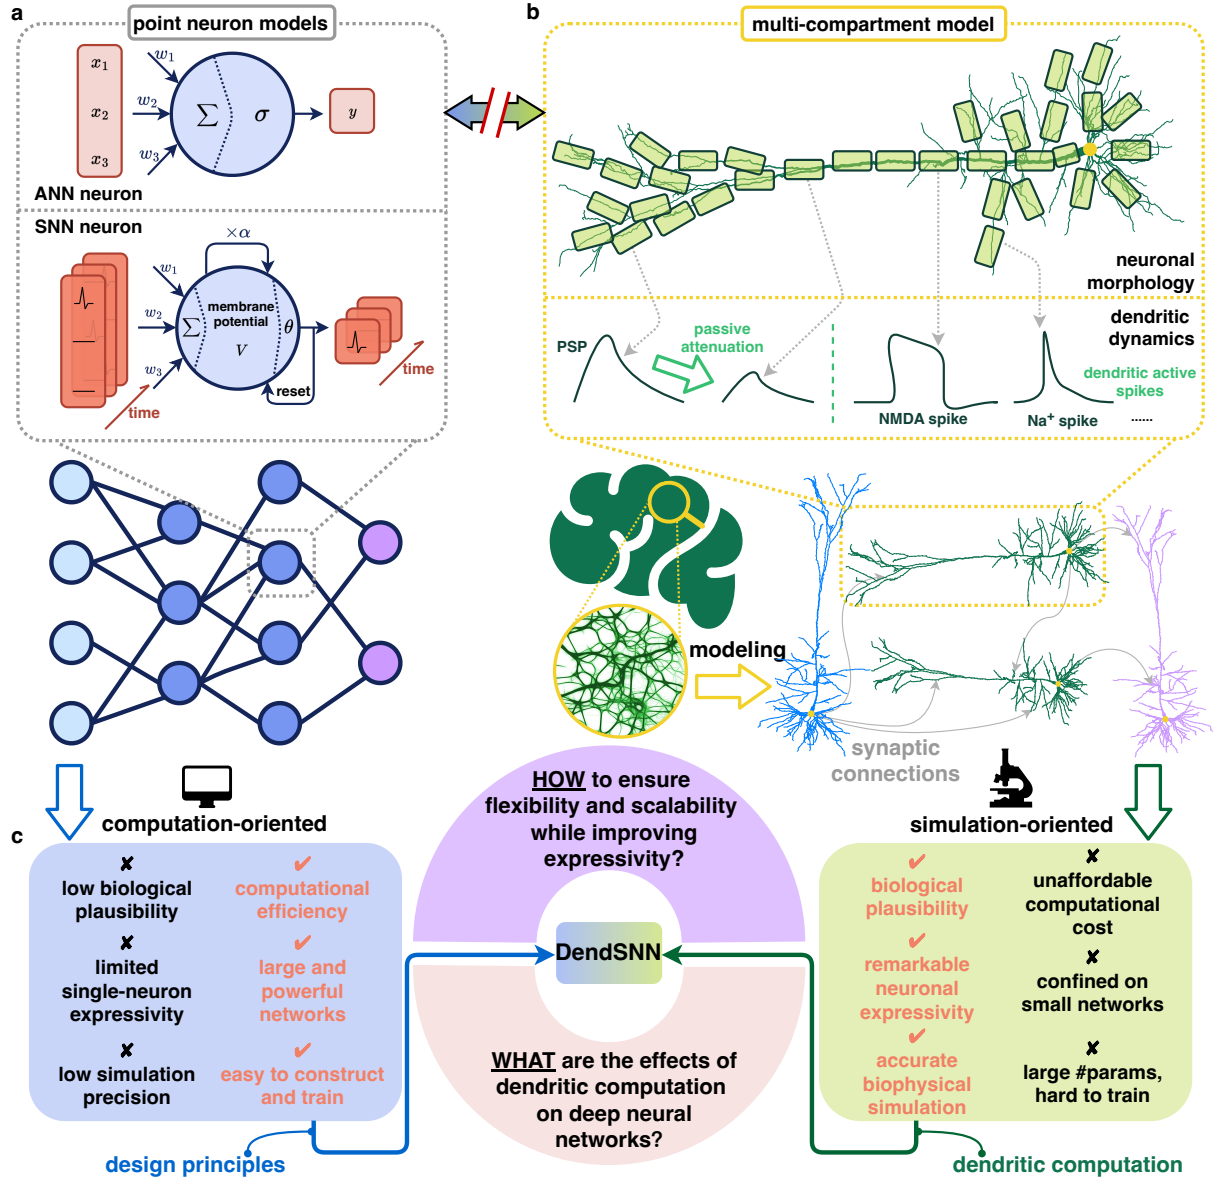 a
point neuron models
x1
x2
x3
w1
w2
w3
∑
σ
y
ANN neuron
SNN neuron
×α
w1
w2
w3
membrane
potential
V
∑
θ
reset
time
time
b
multi-compartment model
neuronal
morphology
dendritic
dynamics
PSP
passive
attenuation
NMDA spike
Na+ spike
dendritic active
spikes
......
modeling
synaptic
connections
c
computation-oriented
✘
low biological
plausibility
✘
limited
single-neuron
expressivity
✘
low simulation
precision
✔
computational
efficiency
✔
large and
powerful
networks
✔
easy to construct
and train
design principles
HOW to ensure
flexibility and scalability
while improving
expressivity?
DendSNN
WHAT are the effects of
dendritic computation
on deep neural
networks?
simulation-oriented
✔
biological
plausibility
✔
remarkable
neuronal
expressivity
✔
accurate
biophysical
simulation
✘
unaffordable
computational
cost
✘
confined on
small networks
✘
large #params,
hard to train
dendritic computation